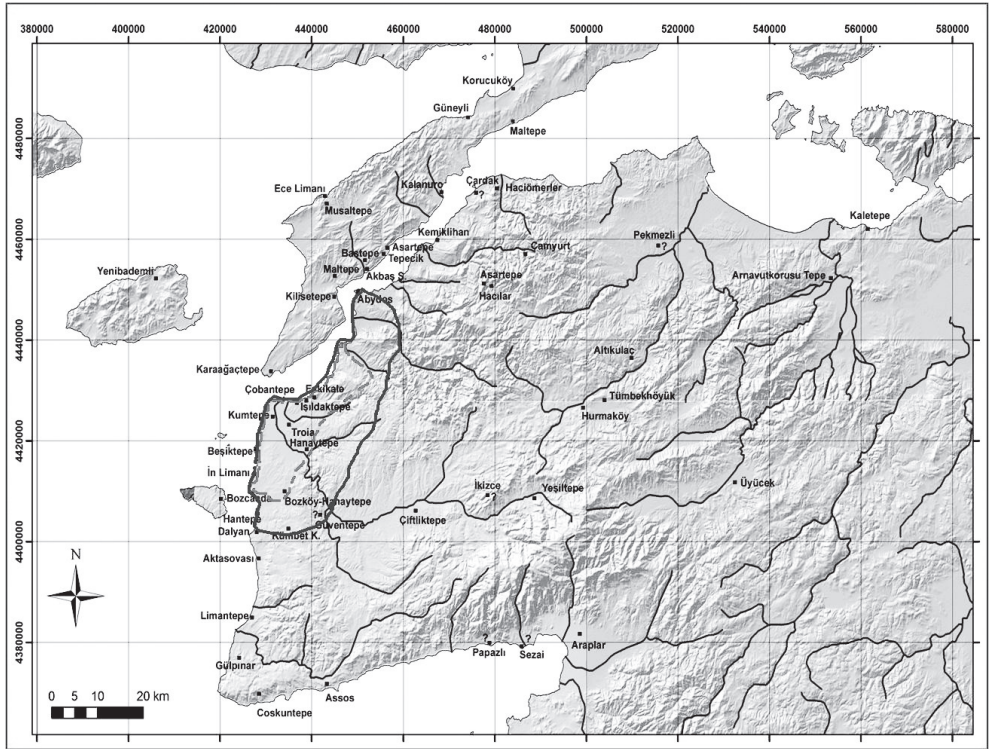 380000 400000 420000 440000 460000 480000 500000 520000 540000 560000 580000
Korucuköy
Güneyli
Maltepe
4480000
Ece Limanı
Musaltepe
Kalanuro
Çardak
?
Haciömerler
Kaletepe
4460000
Kemiklihan
Pekmezli
?
Asartepe
Tepecik
Baştepe
Çamyurt
Yenibademli
Maltepe
Akbaş Ş.
Asartepe
Hacılar
Arnavutkorusu Tepe
Kilisetepe
Abydos
4440000
Altıkulaç
Karaağaçtepe
Çobantepe
Eskikale
Işıldaktepe
Tümbekhöyük
Kumtepe
Hurmaköy
Troia
Hanaytepe
4420000
Beşiktepe
İn Limanı
İkizce
?
Yeşiltepe
Üyücek
Bozcaada
Bozköy-Hanaytepe
Hantepe
?
Güventepe
Çiftliktepe
Dalyan
Kumbet K.
4400000
N
Aktasovası
Limantepe
4380000
?
Papazlı
?
Sezai
Araplar
Gülpınar
0 5 10 20 km
Assos
Coskuntepe